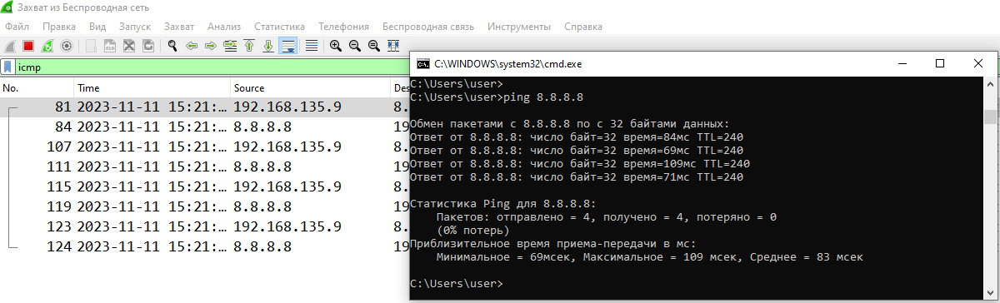 Захват из Беспроводная сеть
Файл Правка Вид Запуск Захват Анализ Статистика Телефония Беспроводная связь Инструменты Справка
icmp
No. Time Source Des
81 2023-11-11 15:21:… 192.168.135.9 8.
84 2023-11-11 15:21:… 8.8.8.8 19
107 2023-11-11 15:21:… 192.168.135.9 8.
111 2023-11-11 15:21:… 8.8.8.8 19
115 2023-11-11 15:21:… 192.168.135.9 8.
119 2023-11-11 15:21:… 8.8.8.8 19
123 2023-11-11 15:21:… 192.168.135.9 8.
124 2023-11-11 15:21:… 8.8.8.8 19
C:\WINDOWS\system32\cmd.exe
C:\Users\user>
C:\Users\user>ping 8.8.8.8
Обмен пакетами с 8.8.8.8 по с 32 байтами данных:
Ответ от 8.8.8.8: число байт=32 время=84мс TTL=240
Ответ от 8.8.8.8: число байт=32 время=69мс TTL=240
Ответ от 8.8.8.8: число байт=32 время=109мс TTL=240
Ответ от 8.8.8.8: число байт=32 время=71мс TTL=240
Статистика Ping для 8.8.8.8:
Пакетов: отправлено = 4, получено = 4, потеряно = 0
(0% потерь)
Приблизительное время приема-передачи в мс:
Минимальное = 69мсек, Максимальное = 109 мсек, Среднее = 83 мсек
C:\Users\user>